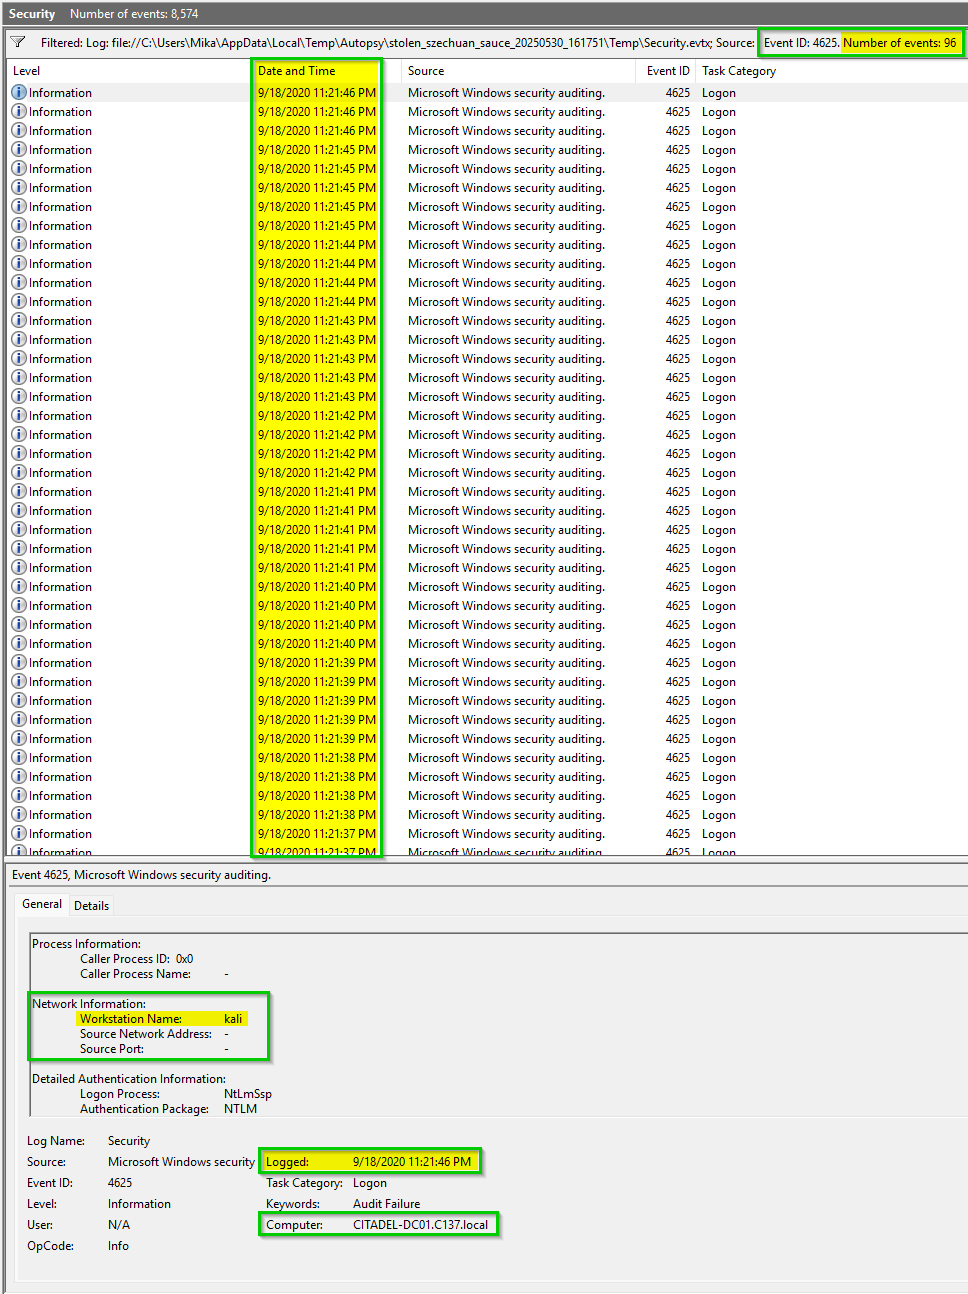 Security Number of events: 8,574
Filtered: Log: file://C:\Users\Mika\AppData\Local\Temp\Autopsy\stolen_szechuan_sauce_20250530_161751\Temp\Security.evtx; Source: Event ID: 4625. Number of events: 96
Level Date and Time Source Event ID Task Category
Information 9/18/2020 11:21:46 PM Microsoft Windows security auditing. 4625 Logon
Information 9/18/2020 11:21:46 PM Microsoft Windows security auditing. 4625 Logon
Information 9/18/2020 11:21:46 PM Microsoft Windows security auditing. 4625 Logon
Information 9/18/2020 11:21:45 PM Microsoft Windows security auditing. 4625 Logon
Information 9/18/2020 11:21:45 PM Microsoft Windows security auditing. 4625 Logon
Information 9/18/2020 11:21:45 PM Microsoft Windows security auditing. 4625 Logon
Information 9/18/2020 11:21:45 PM Microsoft Windows security auditing. 4625 Logon
Information 9/18/2020 11:21:45 PM Microsoft Windows security auditing. 4625 Logon
Information 9/18/2020 11:21:44 PM Microsoft Windows security auditing. 4625 Logon
Information 9/18/2020 11:21:44 PM Microsoft Windows security auditing. 4625 Logon
Information 9/18/2020 11:21:44 PM Microsoft Windows security auditing. 4625 Logon
Information 9/18/2020 11:21:44 PM Microsoft Windows security auditing. 4625 Logon
Information 9/18/2020 11:21:43 PM Microsoft Windows security auditing. 4625 Logon
Information 9/18/2020 11:21:43 PM Microsoft Windows security auditing. 4625 Logon
Information 9/18/2020 11:21:43 PM Microsoft Windows security auditing. 4625 Logon
Information 9/18/2020 11:21:43 PM Microsoft Windows security auditing. 4625 Logon
Information 9/18/2020 11:21:43 PM Microsoft Windows security auditing. 4625 Logon
Information 9/18/2020 11:21:42 PM Microsoft Windows security auditing. 4625 Logon
Information 9/18/2020 11:21:42 PM Microsoft Windows security auditing. 4625 Logon
Information 9/18/2020 11:21:42 PM Microsoft Windows security auditing. 4625 Logon
Information 9/18/2020 11:21:42 PM Microsoft Windows security auditing. 4625 Logon
Information 9/18/2020 11:21:41 PM Microsoft Windows security auditing. 4625 Logon
Information 9/18/2020 11:21:41 PM Microsoft Windows security auditing. 4625 Logon
Information 9/18/2020 11:21:41 PM Microsoft Windows security auditing. 4625 Logon
Information 9/18/2020 11:21:41 PM Microsoft Windows security auditing. 4625 Logon
Information 9/18/2020 11:21:41 PM Microsoft Windows security auditing. 4625 Logon
Information 9/18/2020 11:21:40 PM Microsoft Windows security auditing. 4625 Logon
Information 9/18/2020 11:21:40 PM Microsoft Windows security auditing. 4625 Logon
Information 9/18/2020 11:21:40 PM Microsoft Windows security auditing. 4625 Logon
Information 9/18/2020 11:21:40 PM Microsoft Windows security auditing. 4625 Logon
Information 9/18/2020 11:21:39 PM Microsoft Windows security auditing. 4625 Logon
Information 9/18/2020 11:21:39 PM Microsoft Windows security auditing. 4625 Logon
Information 9/18/2020 11:21:39 PM Microsoft Windows security auditing. 4625 Logon
Information 9/18/2020 11:21:39 PM Microsoft Windows security auditing. 4625 Logon
Information 9/18/2020 11:21:39 PM Microsoft Windows security auditing. 4625 Logon
Information 9/18/2020 11:21:38 PM Microsoft Windows security auditing. 4625 Logon
Information 9/18/2020 11:21:38 PM Microsoft Windows security auditing. 4625 Logon
Information 9/18/2020 11:21:38 PM Microsoft Windows security auditing. 4625 Logon
Information 9/18/2020 11:21:38 PM Microsoft Windows security auditing. 4625 Logon
Information 9/18/2020 11:21:37 PM Microsoft Windows security auditing. 4625 Logon
Information 9/18/2020 11:21:37 PM Microsoft Windows security auditing. 4625 Logon
Event 4625, Microsoft Windows security auditing.
General Details
Process Information:
Caller Process ID: 0x0
Caller Process Name: -
Network Information:
Workstation Name: kali
Source Network Address: -
Source Port: -
Detailed Authentication Information:
Logon Process: NtLmSsp
Authentication Package: NTLM
Log Name: Security
Source: Microsoft Windows security Logged: 9/18/2020 11:21:46 PM
Event ID: 4625 Task Category: Logon
Level: Information Keywords: Audit Failure
User: N/A Computer: CITADEL-DC01.C137.local
OpCode: Info